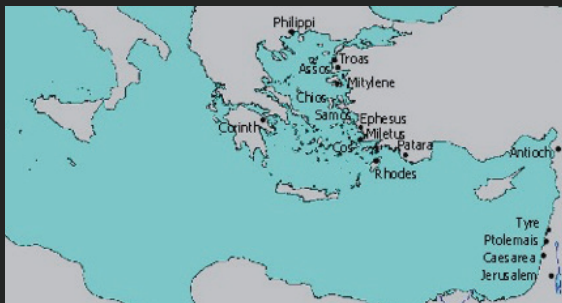 Philippi
Troas
Assos
Mitylene
Chios
Samos
Ephesus
Corinth
Miletus
Cos
Patara
Antioch
Rhodes
Tyre
Ptolemais
Caesarea
Jerusalem